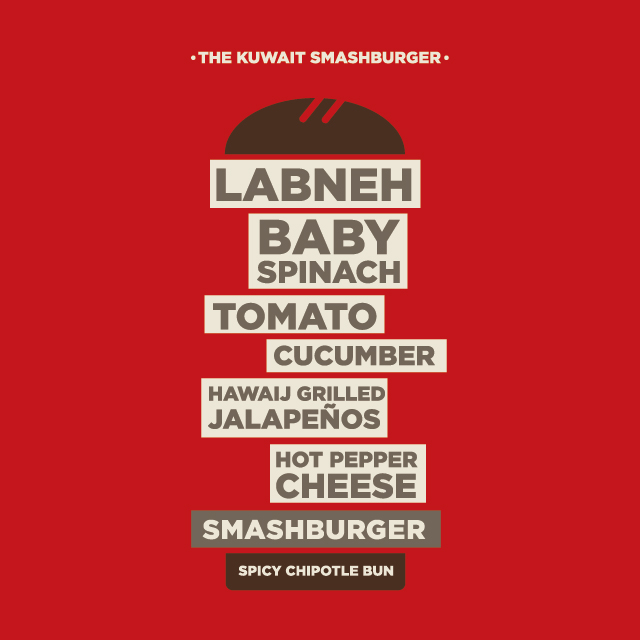 •THE KUWAIT SMASHBURGER•
LABNEH
BABY
SPINACH
TOMATO
CUCUMBER
HAWAIJ GRILLED
JALAPEÑOS
HOT PEPPER
CHEESE
SMASHBURGER
SPICY CHIPOTLE BUN